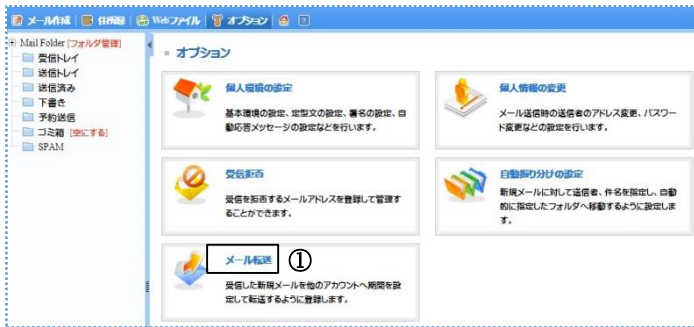 メール作成 住所録 Webファイル オプション
Mail Folder [フォルダ管理]
受信トレイ
送信トレイ
送信済み
下書き
予約送信
ゴミ箱 [空にする]
SPAM
オプション
個人環境の設定
基本環境の設定、定型文の設定、署名の設定、自
動応答メッセージの設定などを行います。
個人情報の変更
メール送信時の送信者のアドレス変更、パスワー
ド変更などの設定を行います。
受信拒否
受信を拒否するメールアドレスを登録して管理す
ることができます。
自動振り分けの設定
新規メールに対して送信者、件名を指定し、自動
的に指定したフォルダへ移動するように設定しま
す。
メール転送 ①
受信した新規メールを他のアカウントへ期間を設
定して転送するように登録します。